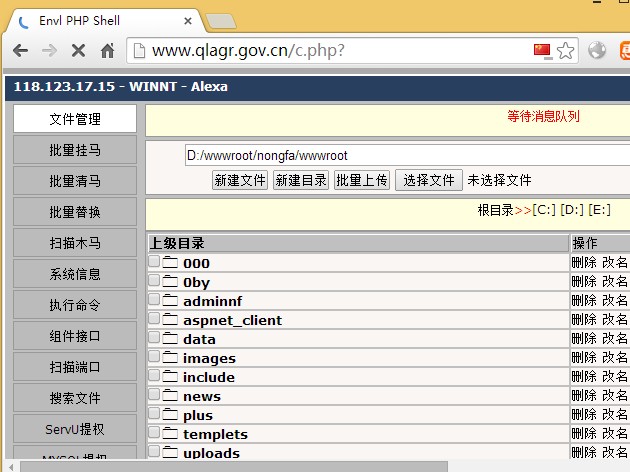 Envl PHP Shell
www.qlagr.gov.cn/c.php?
118.123.17.15 - WINNT - Alexa
文件管理
等待消息队列
批量挂马
D:/wwwroot/nongfa/wwwroot
批量清马
新建文件 新建目录 批量上传 选择文件 未选择文件
批量替换
根目录>>[C:] [D:] [E:]
扫描木马
上级目录 操作
系统信息
000 删除 改名
0by 删除 改名
执行命令
adminnf 删除 改名
aspnet_client 删除 改名
组件接口
data 删除 改名
images 删除 改名
扫描端口
include 删除 改名
搜索文件
news 删除 改名
plus 删除 改名
ServU提权
templets 删除 改名
MYSQL提权
uploads 删除 改名